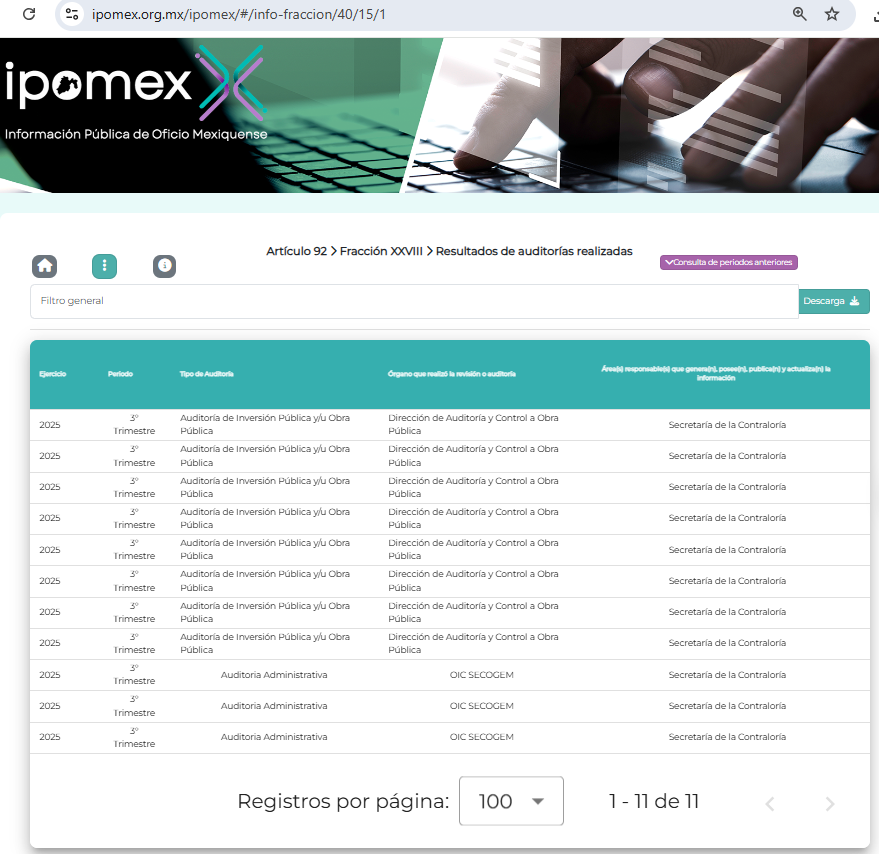 ipomex.org.mx/ipomex/#/info-fraccion/40/15/1
ipomex
Información Pública de Oficio Mexiquense
Artículo 92 > Fracción XXVIII > Resultados de auditorías realizadas
Consulta de periodos anteriores
Filtro general
Descarga
Ejercicio Periodo Tipo de Auditoría Órgano que realizó la revisión o auditoría Área(s) responsable(s) que genera(n), posee(n), publica(n) y actualiza(n) la
información
2025 3° Trimestre Auditoría de Inversión Pública y/u Obra Pública Dirección de Auditoría y Control a Obra Pública Secretaría de la Contraloría
2025 3° Trimestre Auditoría de Inversión Pública y/u Obra Pública Dirección de Auditoría y Control a Obra Pública Secretaría de la Contraloría
2025 3° Trimestre Auditoría de Inversión Pública y/u Obra Pública Dirección de Auditoría y Control a Obra Pública Secretaría de la Contraloría
2025 3° Trimestre Auditoría de Inversión Pública y/u Obra Pública Dirección de Auditoría y Control a Obra Pública Secretaría de la Contraloría
2025 3° Trimestre Auditoría de Inversión Pública y/u Obra Pública Dirección de Auditoría y Control a Obra Pública Secretaría de la Contraloría
2025 3° Trimestre Auditoría de Inversión Pública y/u Obra Pública Dirección de Auditoría y Control a Obra Pública Secretaría de la Contraloría
2025 3° Trimestre Auditoría de Inversión Pública y/u Obra Pública Dirección de Auditoría y Control a Obra Pública Secretaría de la Contraloría
2025 3° Trimestre Auditoría de Inversión Pública y/u Obra Pública Dirección de Auditoría y Control a Obra Pública Secretaría de la Contraloría
2025 3° Trimestre Auditoria Administrativa OIC SECOGEM Secretaría de la Contraloría
2025 3° Trimestre Auditoria Administrativa OIC SECOGEM Secretaría de la Contraloría
2025 3° Trimestre Auditoria Administrativa OIC SECOGEM Secretaría de la Contraloría
Registros por página: 100 1 - 11 de 11